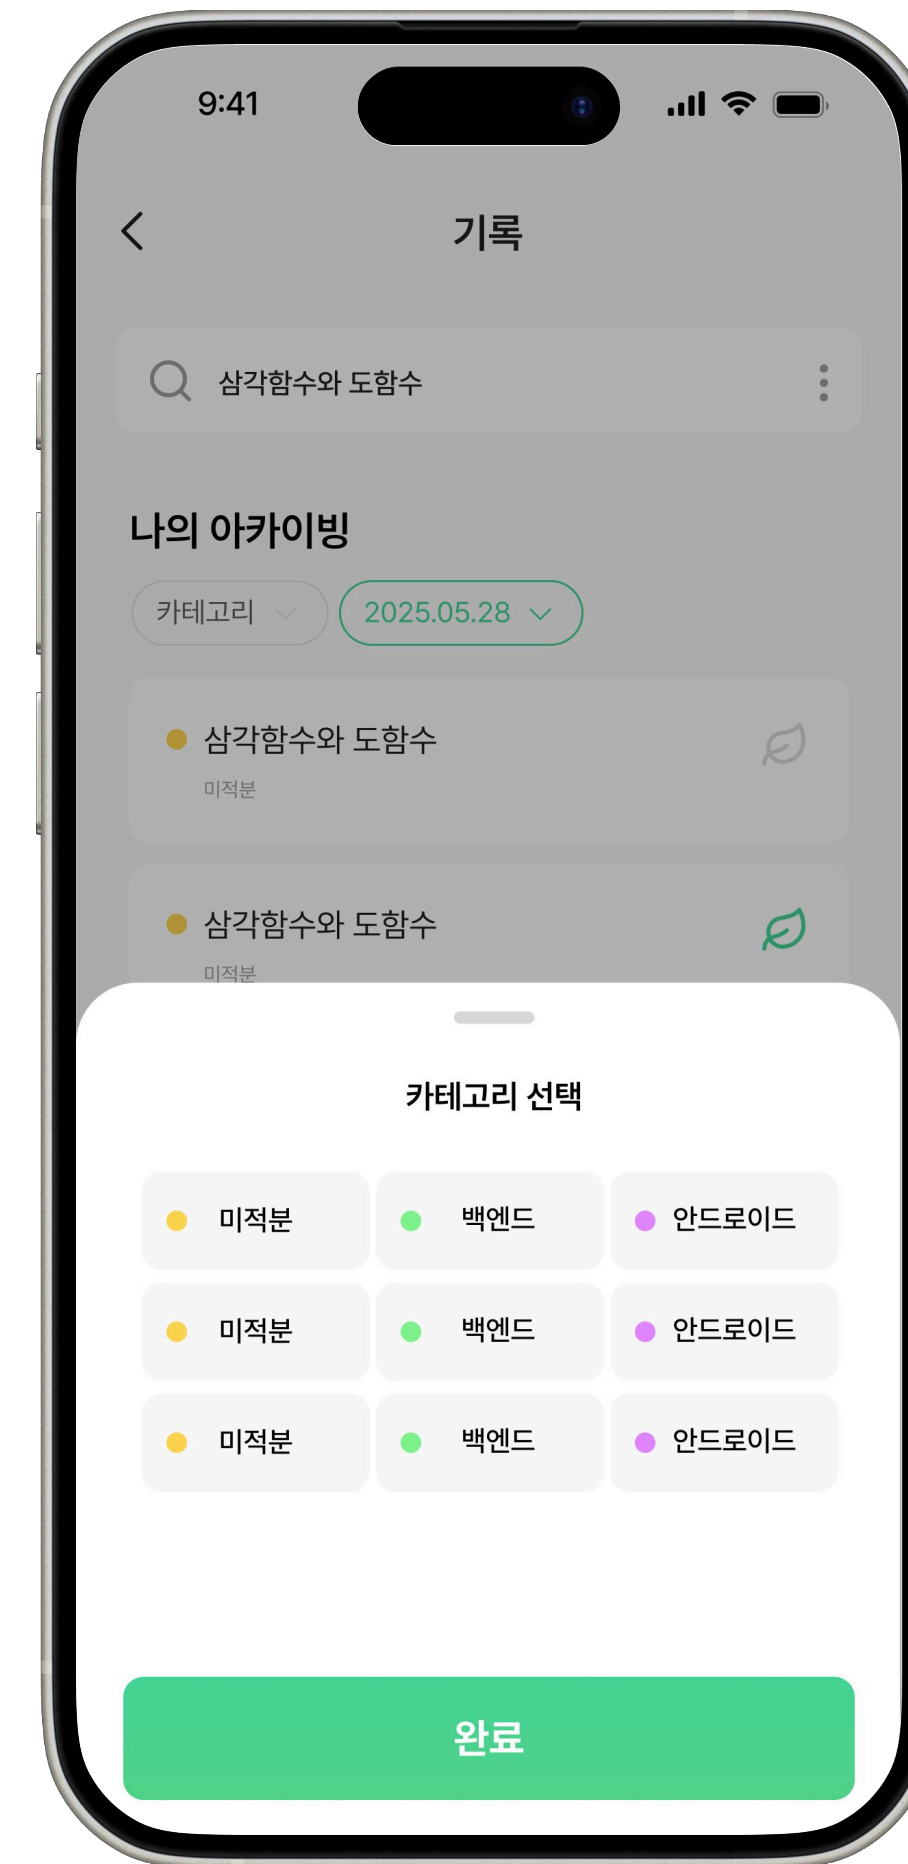 9:41
기록
삼각함수와 도함수
나의 아카이빙
카테고리 2025.05.28
삼각함수와 도함수
미적분
삼각함수와 도함수
미적분
카테고리 선택
미적분 백엔드 안드로이드
미적분 백엔드 안드로이드
미적분 백엔드 안드로이드
완료